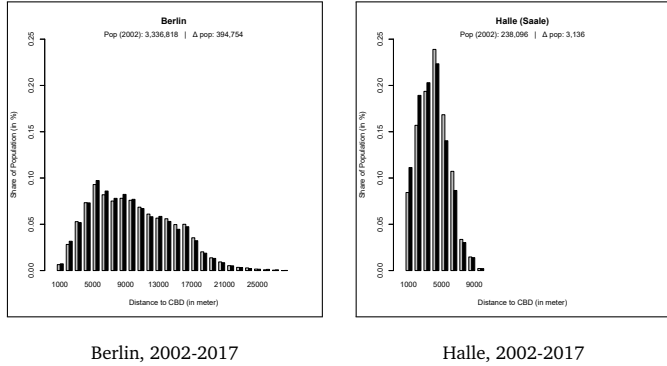 Berlin
Pop (2002): 3,336,818 | Δ pop: 394,754
Share of Population (in %)
0.25
0.20
0.15
0.10
0.05
0.00
1000 5000 9000 13000 17000 21000 25000
Distance to CBD (in meter)
Berlin, 2002-2017
Halle (Saale)
Pop (2002): 238,096 | Δ pop: 3,136
Share of Population (in %)
0.25
0.20
0.15
0.10
0.05
0.00
1000 5000 9000
Distance to CBD (in meter)
Halle, 2002-2017